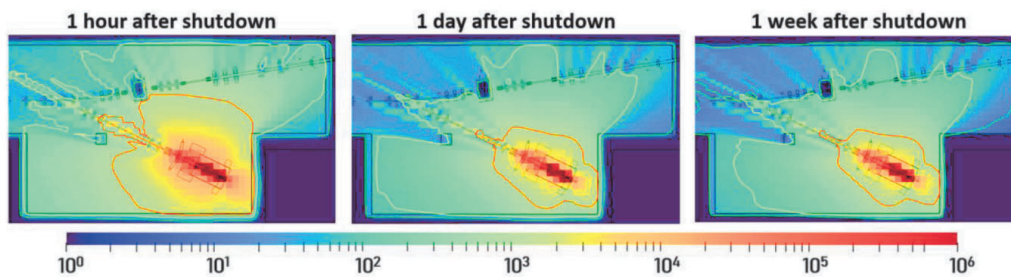 1 hour after shutdown
1 day after shutdown
1 week after shutdown
10⁰ 10¹ 10² 10³ 10⁴ 10⁵ 10⁶